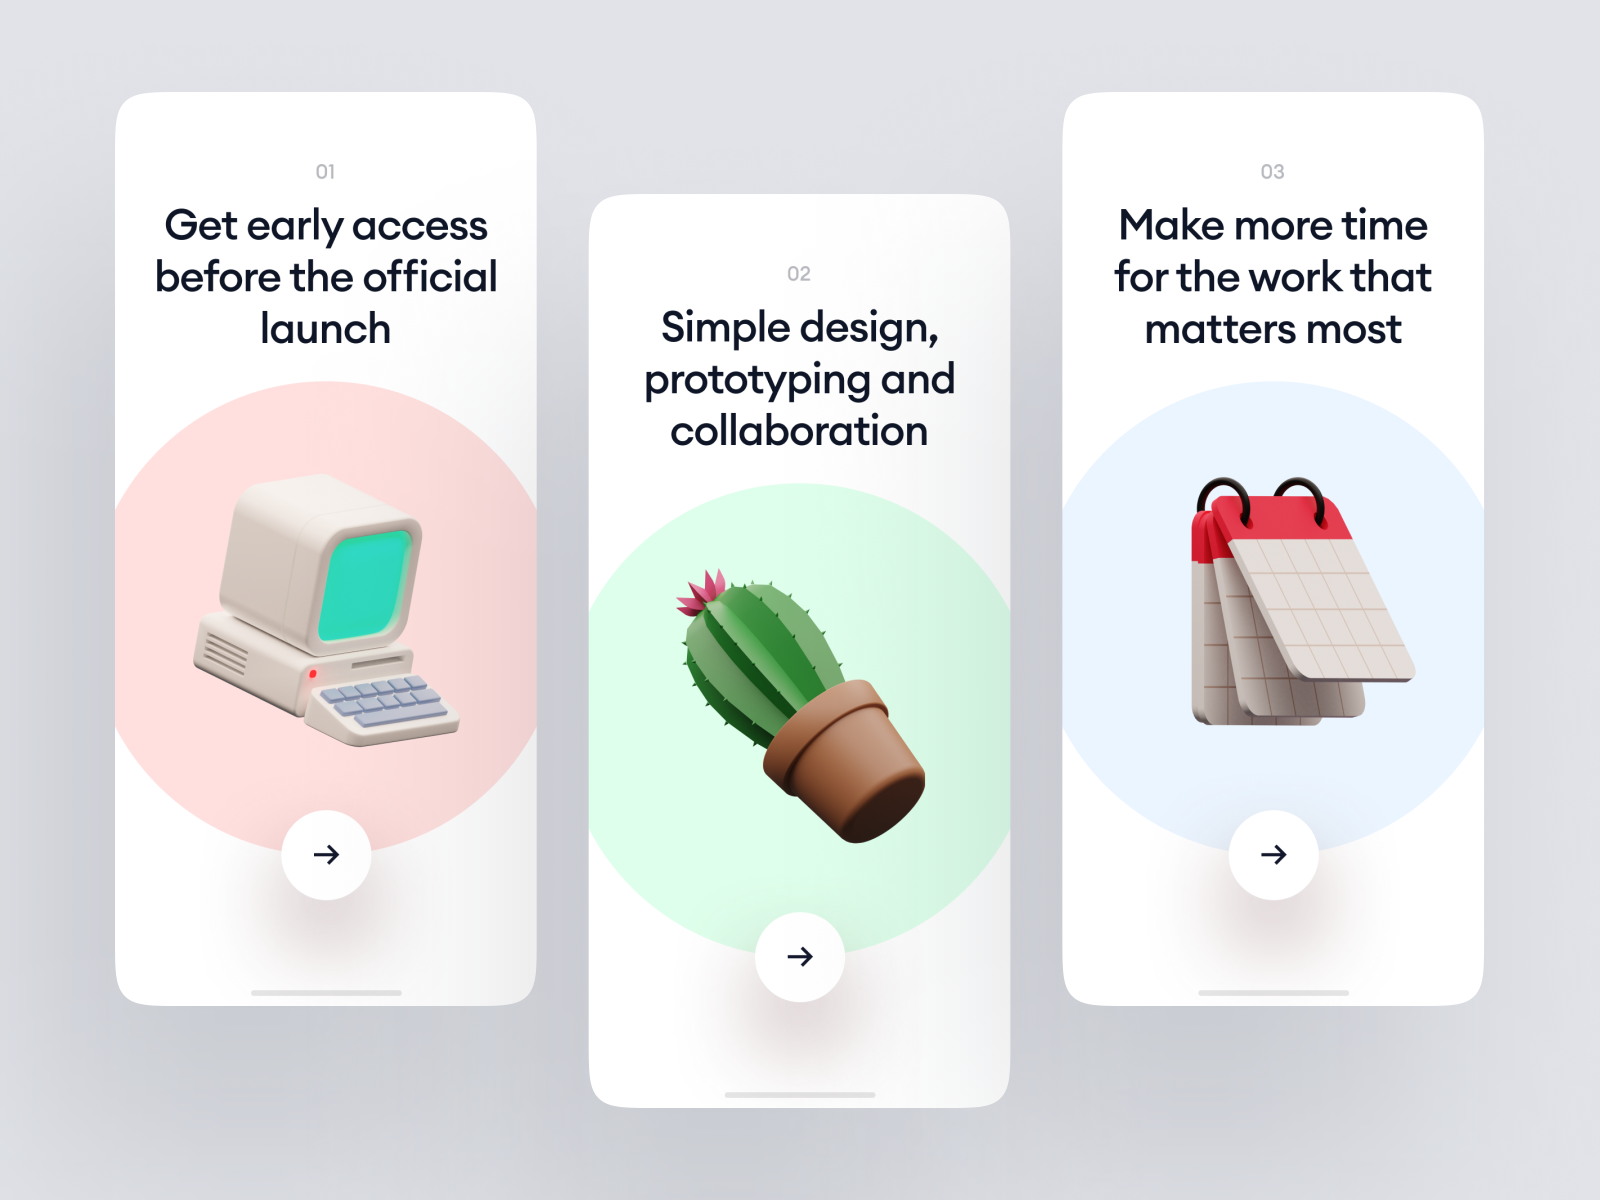 01
Get early access
before the official
launch
02
Simple design,
prototyping and
collaboration
03
Make more time
for the work that
matters most